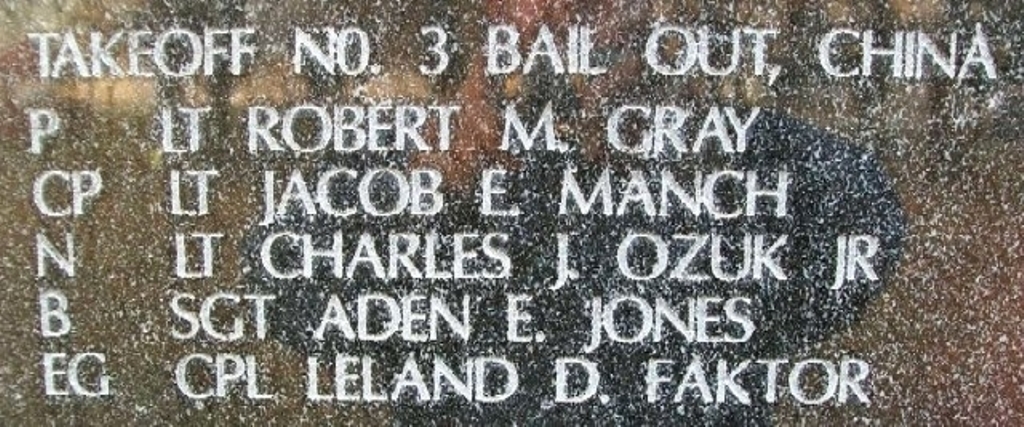 TAKEOFF NO. 3 BAIL OUT, CHINA
P LT ROBERT M. GRAY
CP LT JACOB E. MANCH
N LT CHARLES J. OZUK JR
B SGT ADEN E. JONES
EG CPL LELAND D. FAKTOR